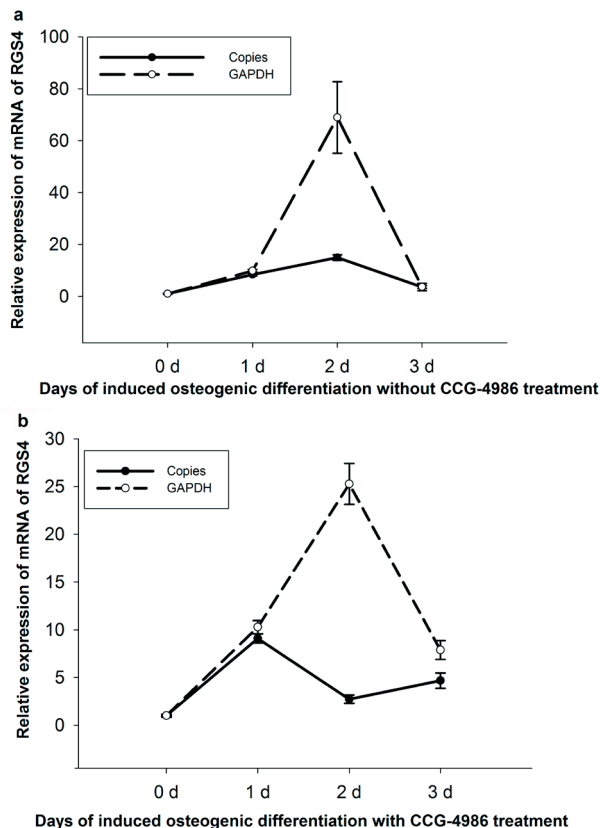 a
Relative expression of mRNA of RGS4
100
80
60
40
20
0
Copies
GAPDH
0 d 1 d 2 d 3 d
Days of induced osteogenic differentiation without CCG-4986 treatment
b
Relative expression of mRNA of RGS4
30
25
20
15
10
5
0
Copies
GAPDH
0 d 1 d 2 d 3 d
Days of induced osteogenic differentiation with CCG-4986 treatment